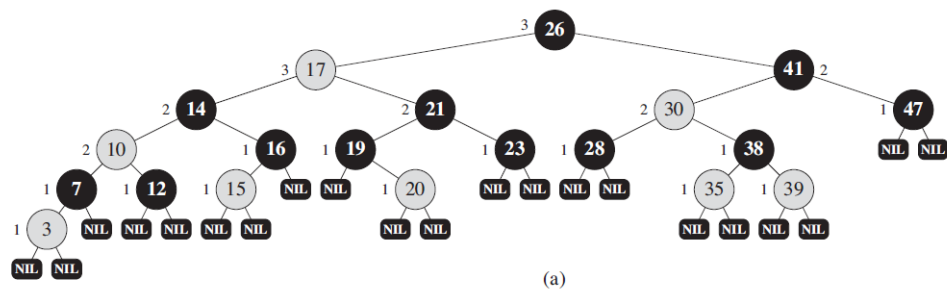 3 26
3 17 41 2
2 14 2 21 2 30 1 47
2 10 1 16 1 19 1 23 1 28 1 38 NIL NIL
1 7 1 12 1 15 NIL NIL 1 20 NIL NIL NIL NIL 1 35 1 39
1 3 NIL NIL NIL NIL NIL NIL NIL NIL NIL NIL NIL
NIL NIL
(a)